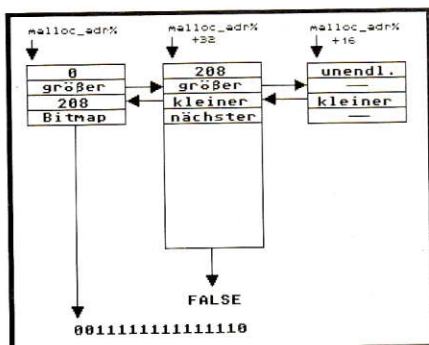 malloc_adr% malloc_adr% malloc_adr%
+32 +16
0 208 unendl.
größer größer —
208 kleiner kleiner
Bitmap nächster —
FALSE
0011111111111110